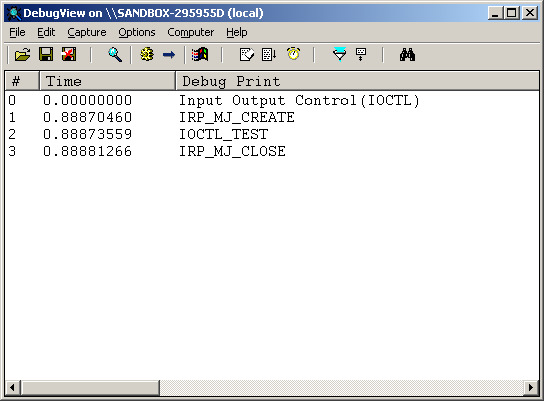 DebugView on \\SANDBOX-295955D (local)
File Edit Capture Options Computer Help
# Time Debug Print
0 0.00000000 Input Output Control(IOCTL)
1 0.88870460 IRP_MJ_CREATE
2 0.88873559 IOCTL_TEST
3 0.88881266 IRP_MJ_CLOSE